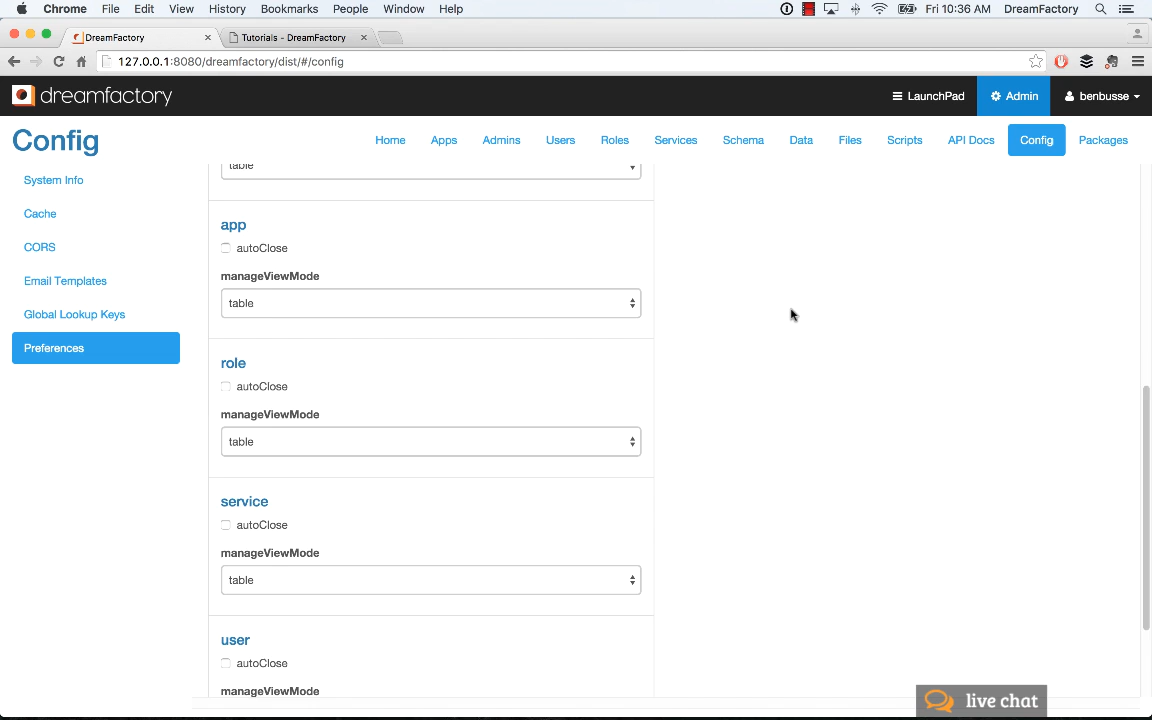 Chrome File Edit View History Bookmarks People Window Help Fri 10:36 AM DreamFactory
DreamFactory Tutorials - DreamFactory
127.0.0.1:8080/dreamfactory/dist/#/config
dreamfactory LaunchPad Admin benbusse
Config Home Apps Admins Users Roles Services Schema Data Files Scripts API Docs Config Packages
System Info
Cache
CORS
Email Templates
Global Lookup Keys
Preferences
table
app
autoClose
manageViewMode
table
role
autoClose
manageViewMode
table
service
autoClose
manageViewMode
table
user
autoClose
manageViewMode
live chat